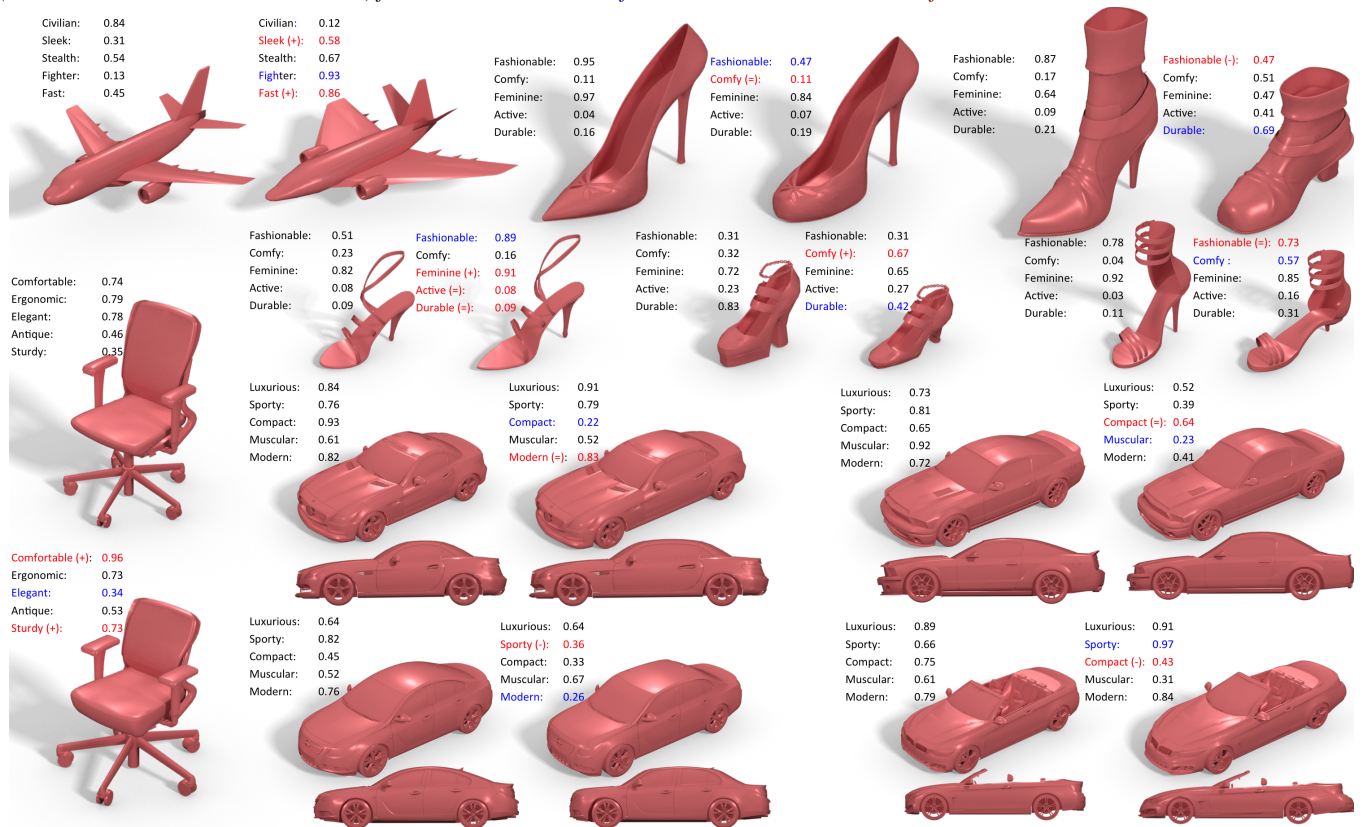 Civilian: 0.84
Sleek: 0.31
Stealth: 0.54
Fighter: 0.13
Fast: 0.45
Civilian: 0.12
Sleek (+): 0.58
Stealth: 0.67
Fighter: 0.93
Fast (+): 0.86
Fashionable: 0.95
Comfy: 0.11
Feminine: 0.97
Active: 0.04
Durable: 0.16
Fashionable: 0.47
Comfy (=): 0.11
Feminine: 0.84
Active: 0.07
Durable: 0.19
Fashionable: 0.87
Comfy: 0.17
Feminine: 0.64
Active: 0.09
Durable: 0.21
Fashionable (-): 0.47
Comfy: 0.51
Feminine: 0.47
Active: 0.41
Durable: 0.69
Comfortable: 0.74
Ergonomic: 0.79
Elegant: 0.78
Antique: 0.46
Sturdy: 0.35
Fashionable: 0.51
Comfy: 0.23
Feminine: 0.82
Active: 0.08
Durable: 0.09
Fashionable: 0.89
Comfy: 0.16
Feminine (+): 0.91
Active (=): 0.08
Durable (=): 0.09
Fashionable: 0.31
Comfy: 0.32
Feminine: 0.72
Active: 0.23
Durable: 0.83
Fashionable: 0.31
Comfy (+): 0.67
Feminine: 0.65
Active: 0.27
Durable: 0.42
Fashionable: 0.78
Comfy: 0.04
Feminine: 0.92
Active: 0.03
Durable: 0.11
Fashionable (=): 0.73
Comfy : 0.57
Feminine: 0.85
Active: 0.16
Durable: 0.31
Luxurious: 0.84
Sporty: 0.76
Compact: 0.93
Muscular: 0.61
Modern: 0.82
Luxurious: 0.91
Sporty: 0.79
Compact: 0.22
Muscular: 0.52
Modern (=): 0.83
Luxurious: 0.73
Sporty: 0.81
Compact: 0.65
Muscular: 0.92
Modern: 0.72
Luxurious: 0.52
Sporty: 0.39
Compact (=): 0.64
Muscular: 0.23
Modern: 0.41
Comfortable (+): 0.96
Ergonomic: 0.73
Elegant: 0.34
Antique: 0.53
Sturdy (+): 0.73
Luxurious: 0.64
Sporty: 0.82
Compact: 0.45
Muscular: 0.52
Modern: 0.76
Luxurious: 0.64
Sporty (-): 0.36
Compact: 0.33
Muscular: 0.67
Modern: 0.26
Luxurious: 0.89
Sporty: 0.66
Compact: 0.75
Muscular: 0.61
Modern: 0.79
Luxurious: 0.91
Sporty: 0.97
Compact (-): 0.43
Muscular: 0.31
Modern: 0.84